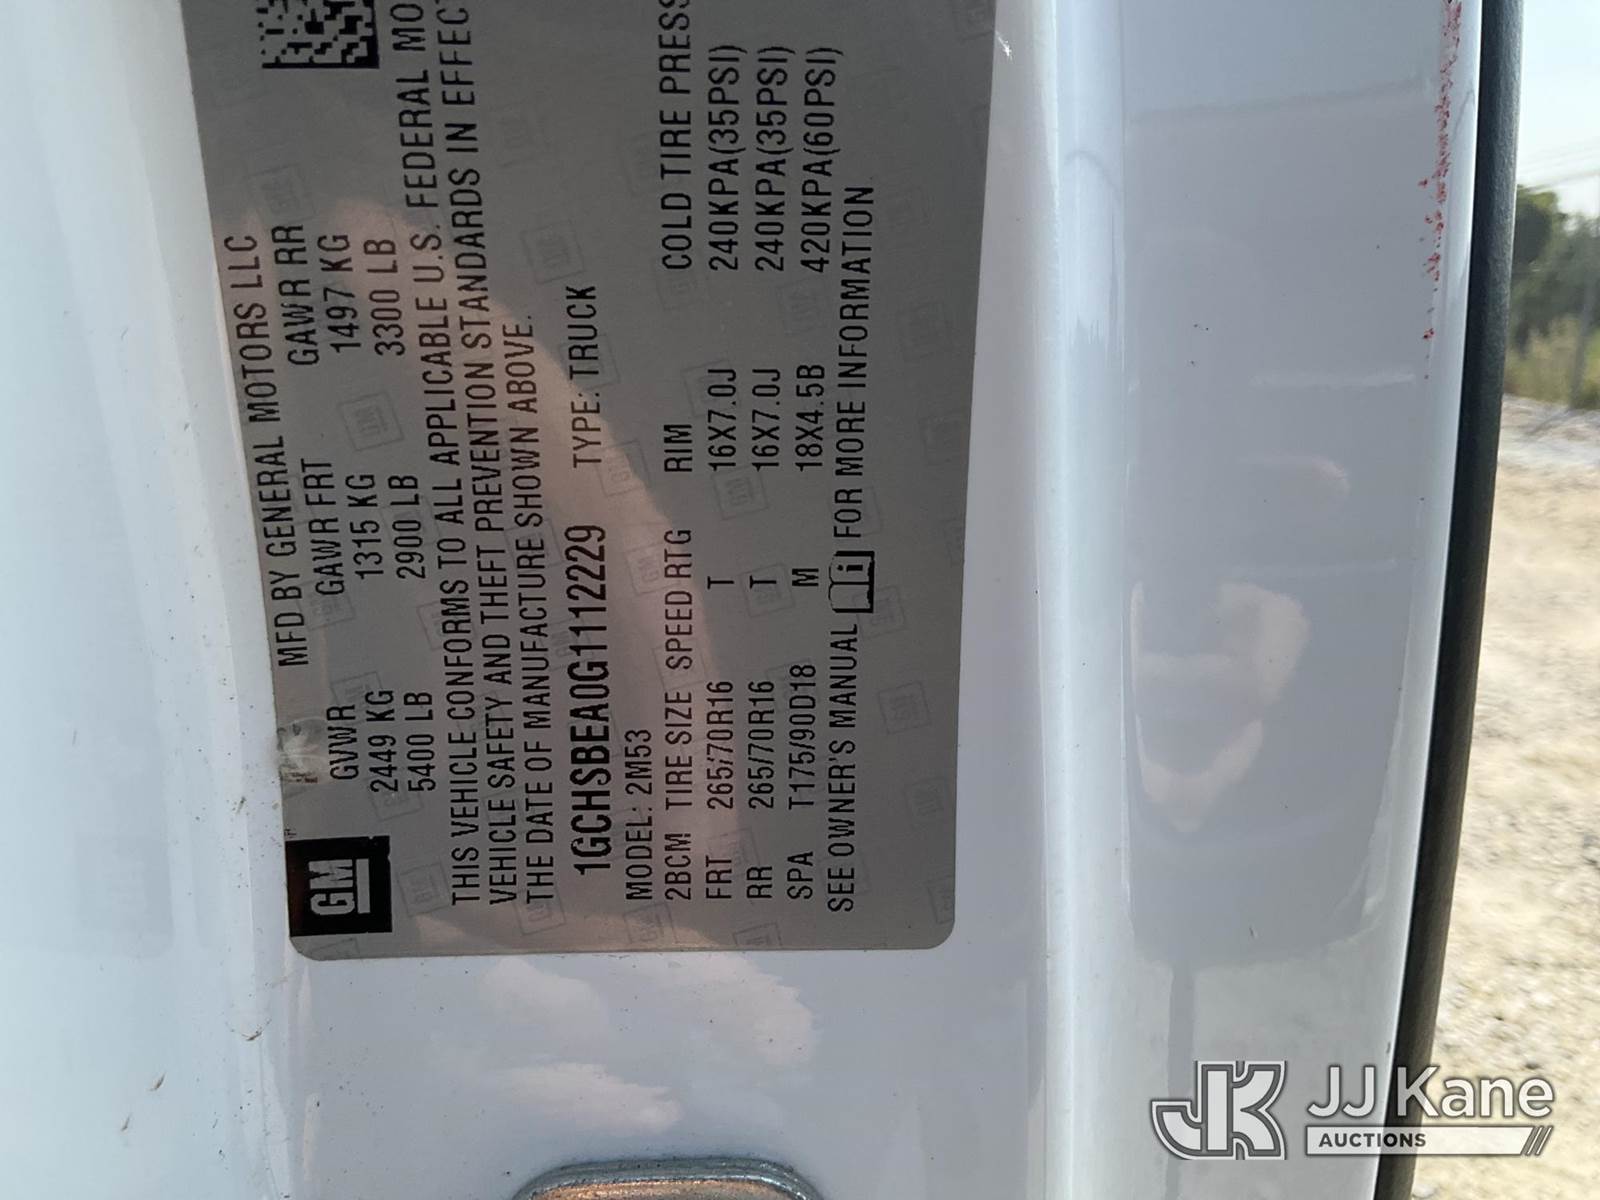 MFD BY GENERAL MOTORS LLC
GVWR GAWR FRT GAWR RR
2449 KG 1315 KG 1497 KG
5400 LB 2900 LB 3300 LB
GM
THIS VEHICLE CONFORMS TO ALL APPLICABLE U.S. FEDERAL MO
VEHICLE SAFETY AND THEFT PREVENTION STANDARDS IN EFFEC
THE DATE OF MANUFACTURE SHOWN ABOVE.
1GCHSBEA0G1112229 TYPE: TRUCK
MODEL: 2M53
2BCM TIRE SIZE SPEED RTG RIM COLD TIRE PRESS
FRT 265/70R16 T 16X7.0J 240KPA(35PSI)
RR 265/70R16 T 16X7.0J 240KPA(35PSI)
SPA T175/90D18 M 18X4.5B 420KPA(60PSI)
SEE OWNER'S MANUAL i FOR MORE INFORMATION
JK JJ Kane
AUCTIONS